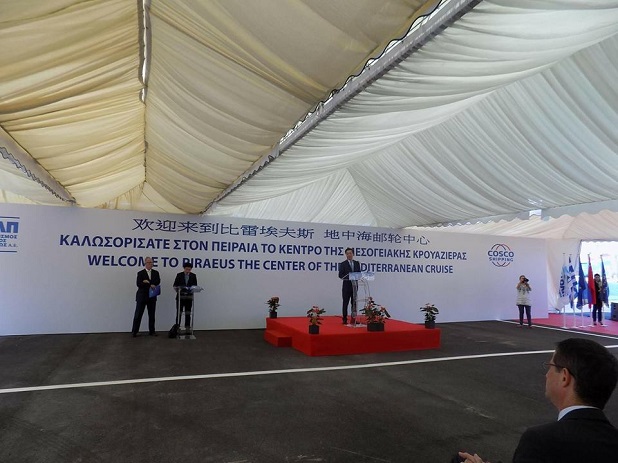 欢迎来到比雷埃夫斯 地中海邮轮中心
ΚΑΛΩΣΟΡΙΣΑΤΕ ΣΤΟΝ ΠΕΙΡΑΙΑ ΤΟ ΚΕΝΤΡΟ ΤΗΣ ΜΕΣΟΓΕΙΑΚΗΣ ΚΡΟΥΑΖΙΕΡΑΣ
WELCOME TO PIRAEUS THE CENTER OF THE MEDITERRANEAN CRUISE
COSCO
SHIPPING